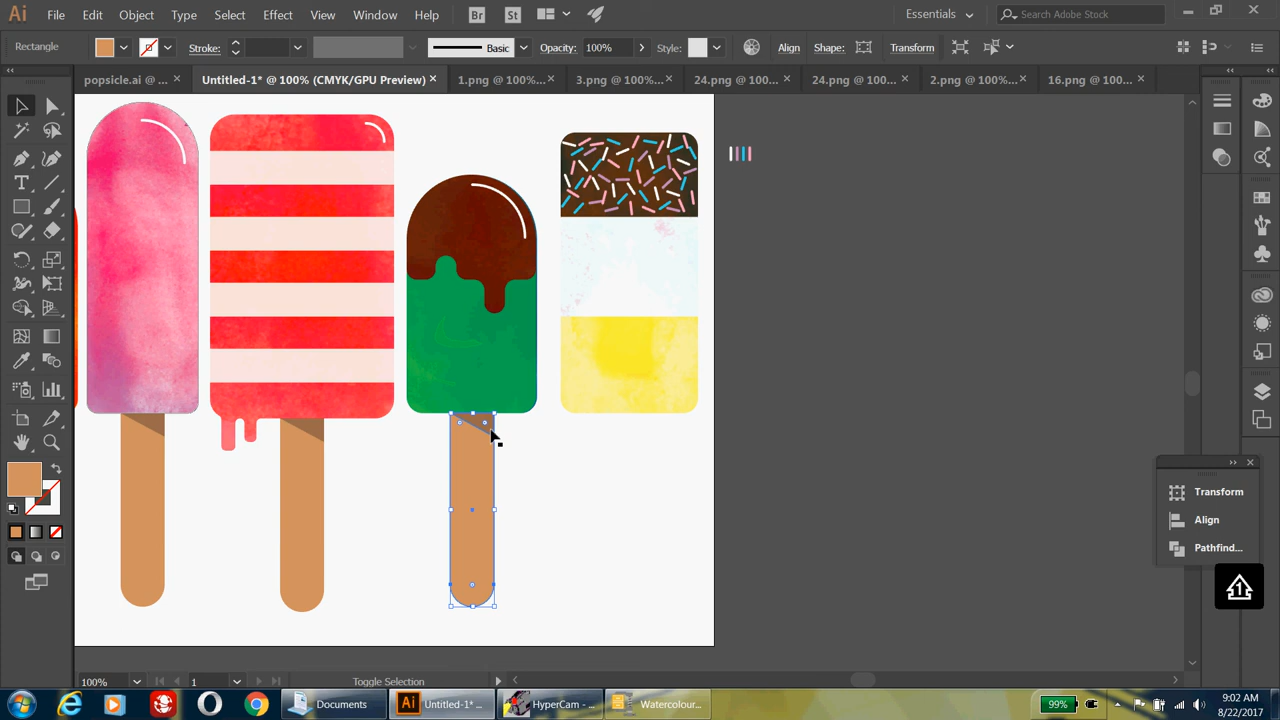 Ai File Edit Object Type Select Effect View Window Help Br St Essentials Search Adobe Stock
Rectangle Stroke: Basic Opacity: 100% Style: Align Shape: Transform
popsicle.ai @ ... × Untitled-1* @ 100% (CMYK/GPU Preview) × 1.png @ 100%... × 3.png @ 100%... × 24.png @ 100%... × 24.png @ 100%... × 2.png @ 100%... × 16.png @ 100%... ×
Transform
Align
Pathfind...
1
100% 1 Toggle Selection
Documents Ai Untitled-1* ... HyperCam - ... Watercolour... 99% 9:02 AM
8/22/2017